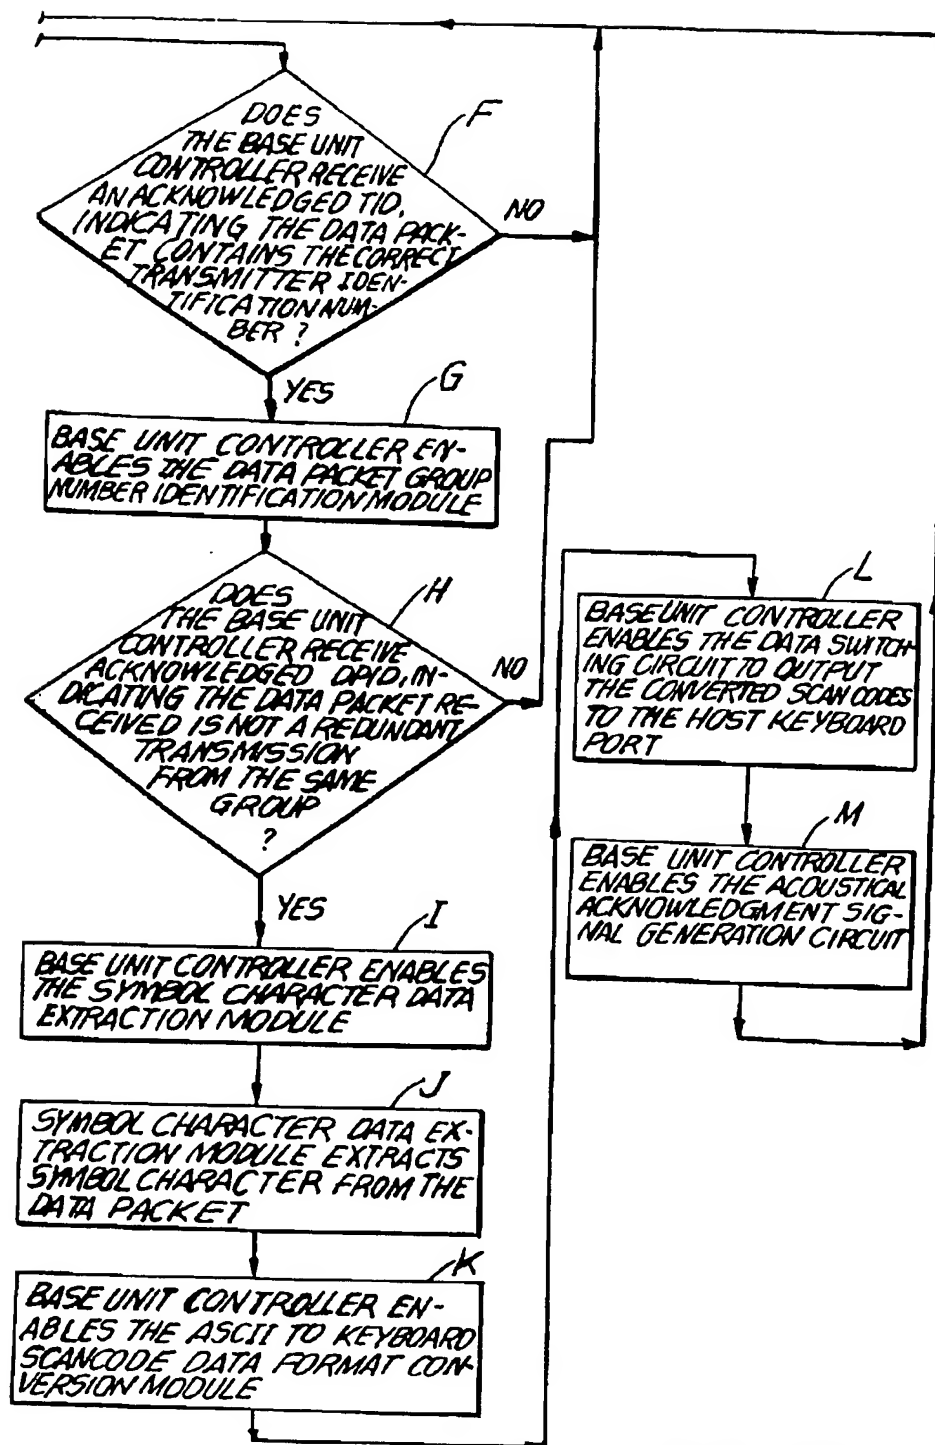 F
DOES
THE BASE UNIT
CONTROLLER RECEIVE
AN ACKNOWLEDGED TID,
INDICATING THE DATA PACK-
ET CONTAINS THE CORRECT
TRANSMITTER IDEN-
TIFICATION NUM-
BER ?
NO
YES
G
BASE UNIT CONTROLLER EN-
ABLES THE DATA PACKET GROUP
NUMBER IDENTIFICATION MODULE
H
DOES
THE BASE UNIT
CONTROLLER RECEIVE
ACKNOWLEDGED DPID, IN-
DICATING THE DATA PACKET RE-
CEIVED IS NOT A REDUNDANT
TRANSMISSION
FROM THE SAME
GROUP
?
NO
YES
I
BASE UNIT CONTROLLER ENABLES
THE SYMBOL CHARACTER DATA
EXTRACTION MODULE
J
SYMBOL CHARACTER DATA EX-
TRACTION MODULE EXTRACTS
SYMBOL CHARACTER FROM THE
DATA PACKET
K
BASE UNIT CONTROLLER EN-
ABLES THE ASCII TO KEYBOARD
SCANCODE DATA FORMAT CON-
VERSION MODULE
L
BASE UNIT CONTROLLER
ENABLES THE DATA SWITCH-
ING CIRCUIT TO OUTPUT
THE CONVERTED SCAN CODES
TO THE HOST KEYBOARD
PORT
M
BASE UNIT CONTROLLER
ENABLES THE ACOUSTICAL
ACKNOWLEDGMENT SIG-
NAL GENERATION CIRCUIT